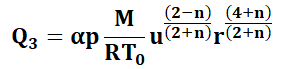 Q₃ = αp M/RT₀ u^((2−n)/(2+n)) r^((4+n)/(2+n))